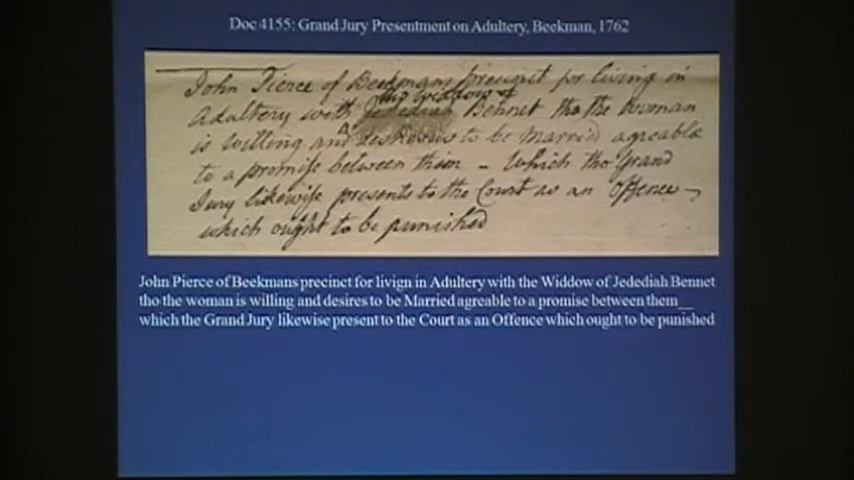 Doc 4155: Grand Jury Presentment on Adultery, Beekman, 1762
John Pierce of Beekmans precinct for living in
the widdow of
Adultery with Jedediah Bennet tho the woman
is willing and desirous to be Married agreable
to a promise between them - which the Grand
Jury likewise presents to the Court as an Offence
which ought to be punished
John Pierce of Beekmans precinct for livign in Adultery with the Widdow of Jedediah Bennet
tho the woman is willing and desires to be Married agreable to a promise between them__
which the Grand Jury likewise present to the Court as an Offence which ought to be punished